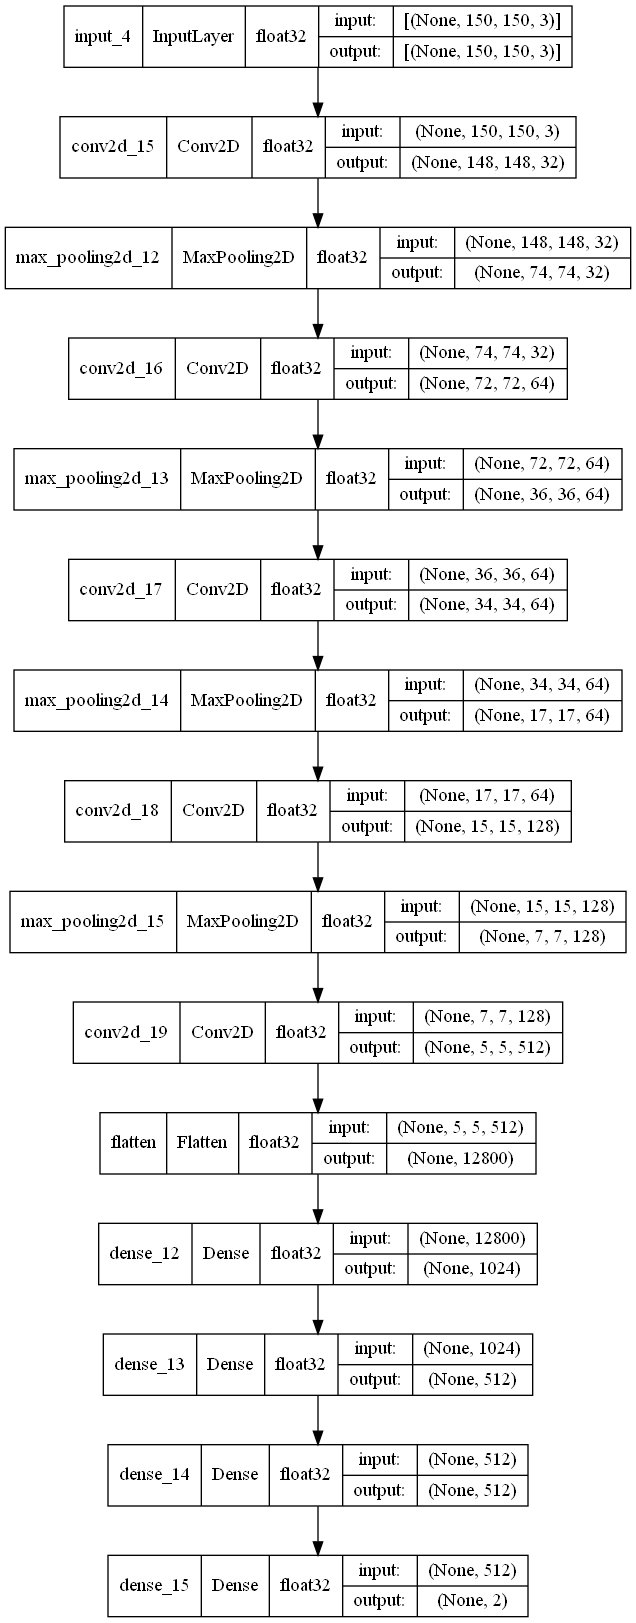 input_4 InputLayer float32 input: [(None, 150, 150, 3)]
output: [(None, 150, 150, 3)]
conv2d_15 Conv2D float32 input: (None, 150, 150, 3)
output: (None, 148, 148, 32)
max_pooling2d_12 MaxPooling2D float32 input: (None, 148, 148, 32)
output: (None, 74, 74, 32)
conv2d_16 Conv2D float32 input: (None, 74, 74, 32)
output: (None, 72, 72, 64)
max_pooling2d_13 MaxPooling2D float32 input: (None, 72, 72, 64)
output: (None, 36, 36, 64)
conv2d_17 Conv2D float32 input: (None, 36, 36, 64)
output: (None, 34, 34, 64)
max_pooling2d_14 MaxPooling2D float32 input: (None, 34, 34, 64)
output: (None, 17, 17, 64)
conv2d_18 Conv2D float32 input: (None, 17, 17, 64)
output: (None, 15, 15, 128)
max_pooling2d_15 MaxPooling2D float32 input: (None, 15, 15, 128)
output: (None, 7, 7, 128)
conv2d_19 Conv2D float32 input: (None, 7, 7, 128)
output: (None, 5, 5, 512)
flatten Flatten float32 input: (None, 5, 5, 512)
output: (None, 12800)
dense_12 Dense float32 input: (None, 12800)
output: (None, 1024)
dense_13 Dense float32 input: (None, 1024)
output: (None, 512)
dense_14 Dense float32 input: (None, 512)
output: (None, 512)
dense_15 Dense float32 input: (None, 512)
output: (None, 2)